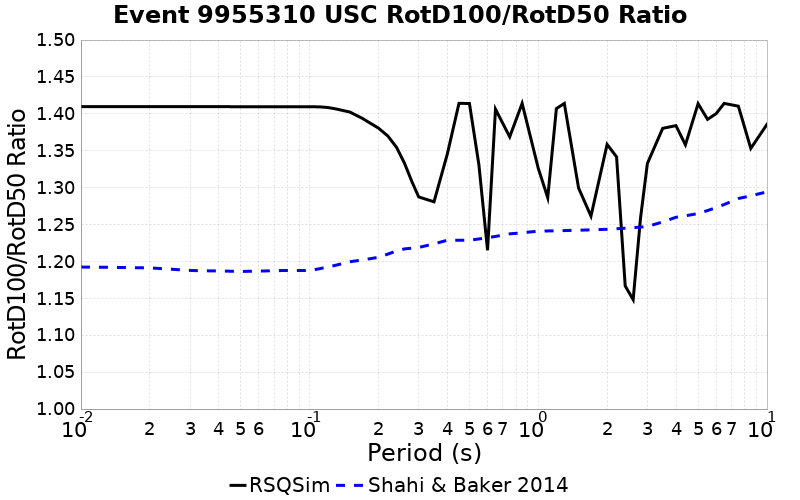 Event 9955310 USC RotD100/RotD50 Ratio
RotD100/RotD50 Ratio
1.50
1.45
1.40
1.35
1.30
1.25
1.20
1.15
1.10
1.05
1.00
10-2 2 3 4 5 6 10-1 2 3 4 5 6 7 100 2 3 4 5 6 7 101
Period (s)
RSQSim Shahi & Baker 2014